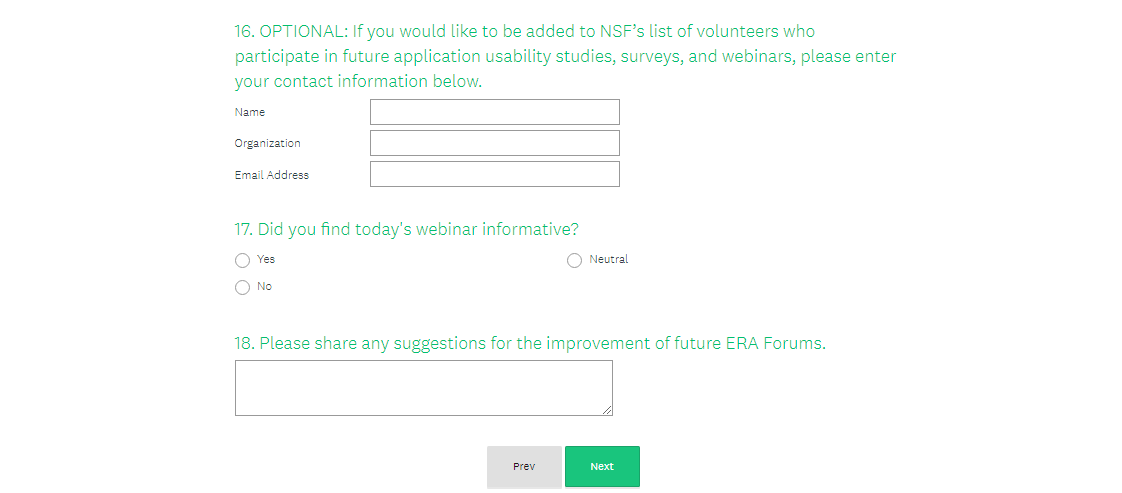 16. OPTIONAL: If you would like to be added to NSF’s list of volunteers who
participate in future application usability studies, surveys, and webinars, please enter
your contact information below.
Name
Organization
Email Address
17. Did you find today's webinar informative?
Yes
Neutral
No
18. Please share any suggestions for the improvement of future ERA Forums.
Prev
Next